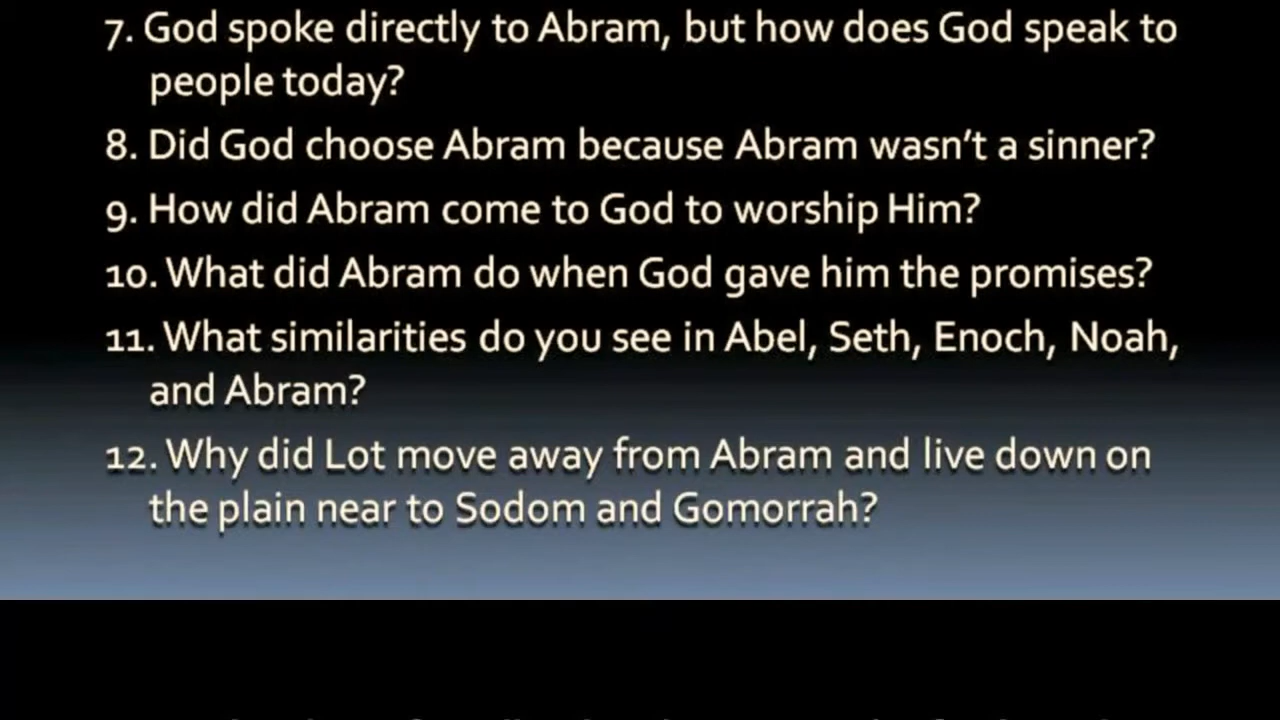 7. God spoke directly to Abram, but how does God speak to
people today?
8. Did God choose Abram because Abram wasn't a sinner?
9. How did Abram come to God to worship Him?
10. What did Abram do when God gave him the promises?
11. What similarities do you see in Abel, Seth, Enoch, Noah,
and Abram?
12. Why did Lot move away from Abram and live down on
the plain near to Sodom and Gomorrah?